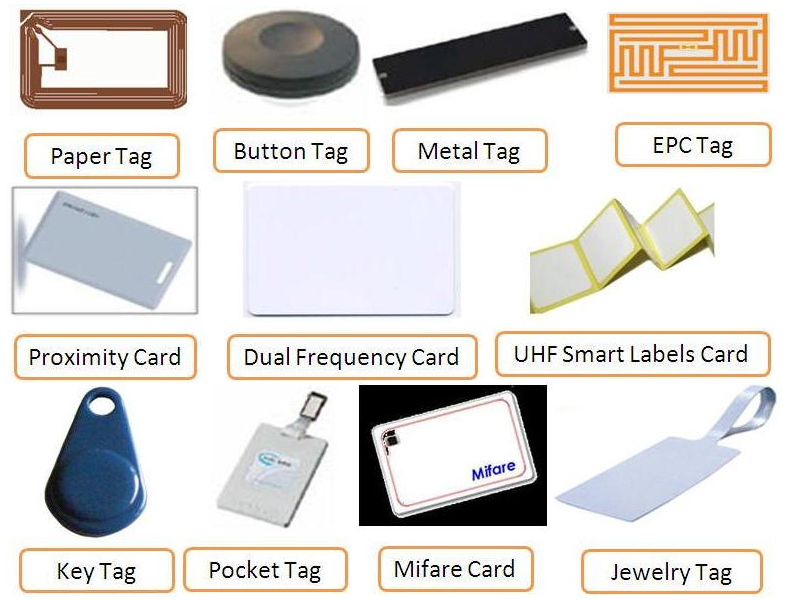 Paper Tag
Button Tag
Metal Tag
EPC Tag
Proximity Card
Dual Frequency Card
UHF Smart Labels Card
Mifare
Key Tag
Pocket Tag
Mifare Card
Jewelry Tag